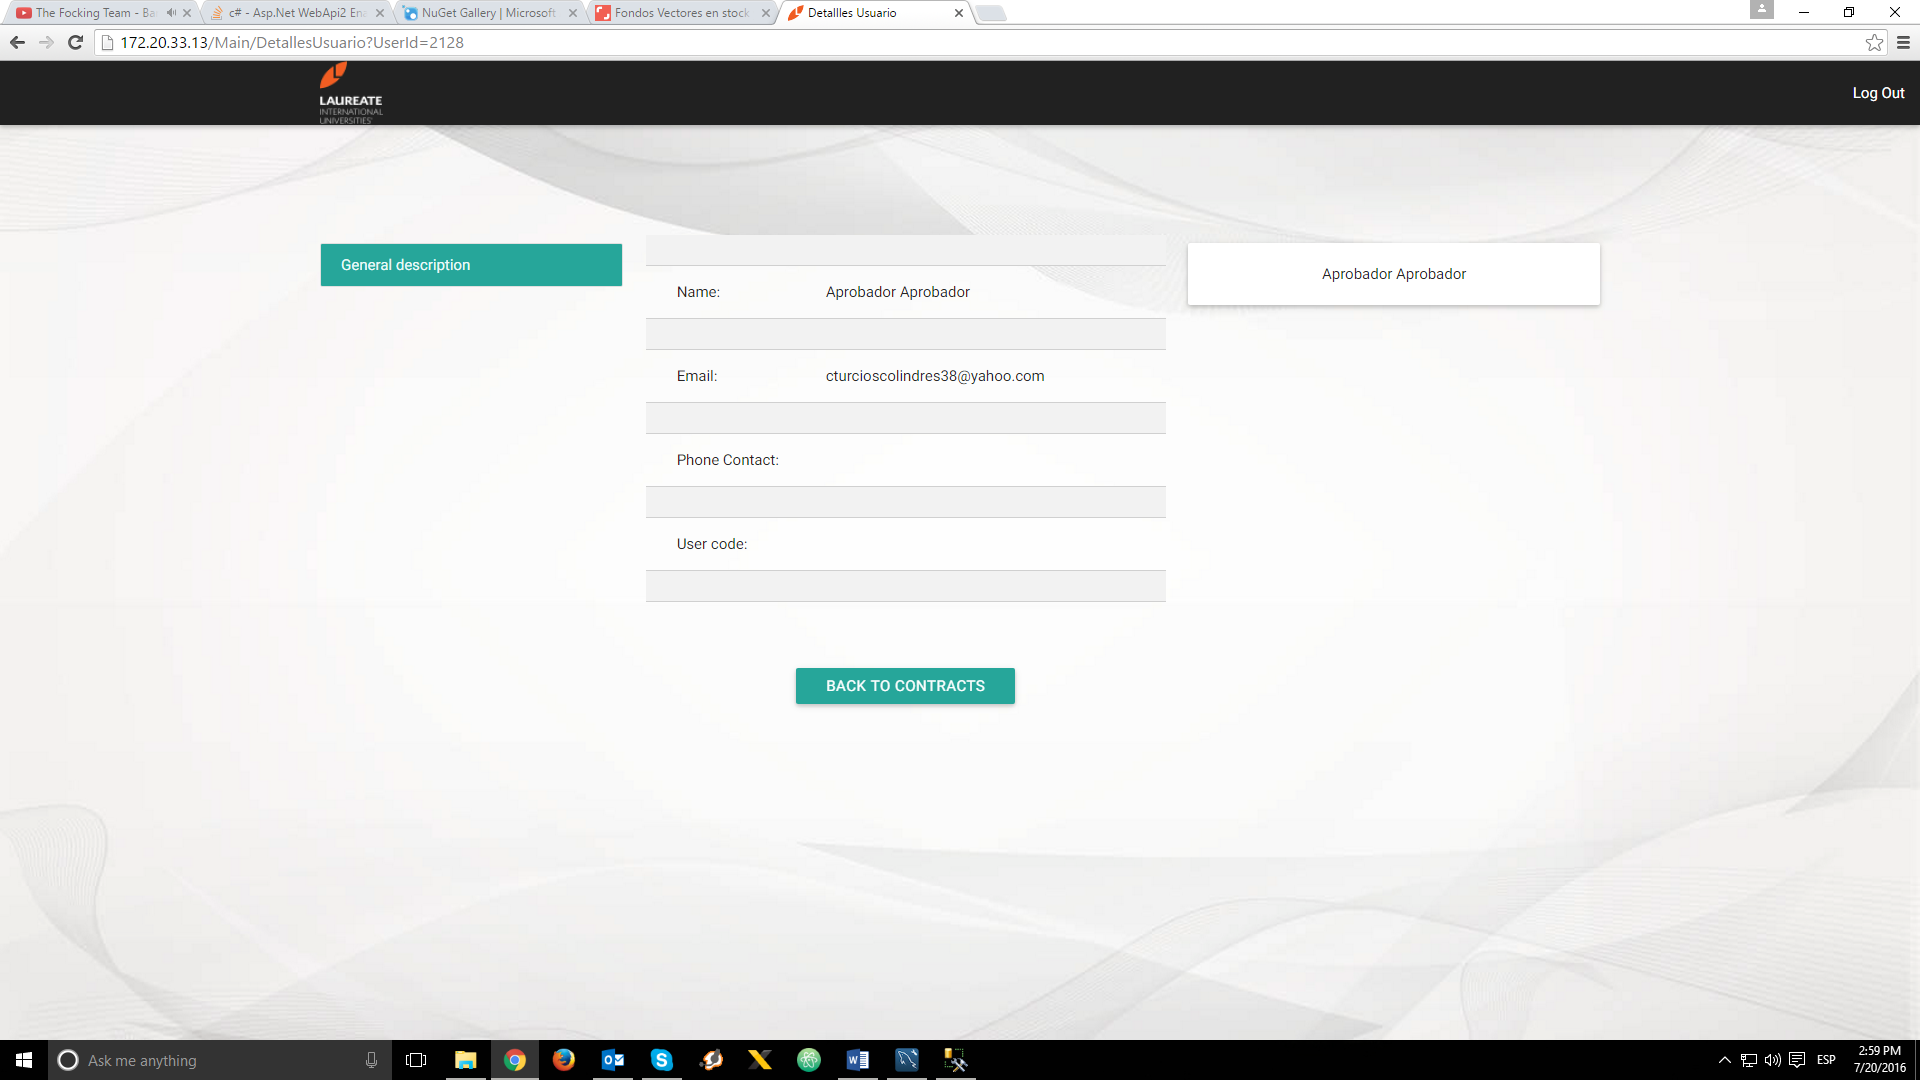 The Focking Team - Ba
c# - Asp.Net WebApi2 Ena
NuGet Gallery | Microsoft
Fondos Vectores en stock
Detallles Usuario
172.20.33.13/Main/DetallesUsuario?UserId=2128
LAUREATE
INTERNATIONAL
UNIVERSITIES
Log Out
General description
Name: Aprobador Aprobador
Aprobador Aprobador
Email: cturcioscolindres38@yahoo.com
Phone Contact:
User code:
BACK TO CONTRACTS
Ask me anything
ESP
2:59 PM
7/20/2016